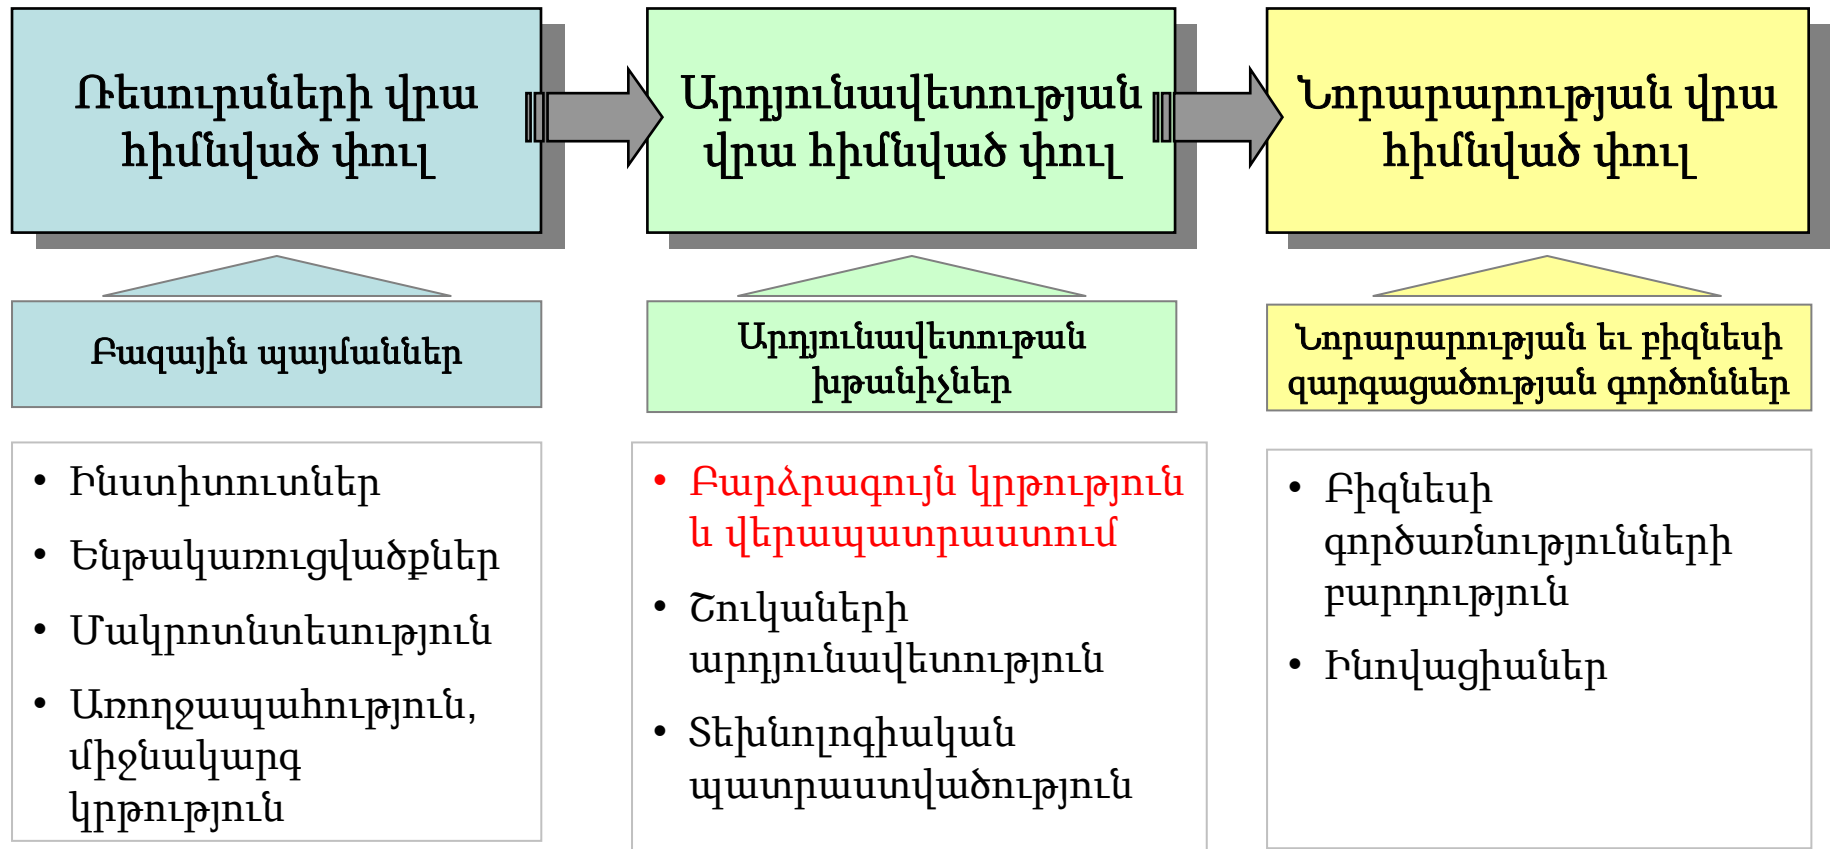 Ռեսուրսների վրա
հիմնված փուլ
Արդյունավետության
վրա հիմնված փուլ
Նորարարության վրա
հիմնված փուլ
Բազային պայմաններ
Արդյունավետութան
խթանիչներ
Նորարարության եւ բիզնեսի
զարգացածության գործոններ
• Ինստիտուտներ
• Ենթակառուցվածքներ
• Մակրոտնտեսություն
• Առողջապահություն,
միջնակարգ
կրթություն
• Բարձրագույն կրթություն
և վերապատրաստում
• Շուկաների
արդյունավետություն
• Տեխնոլոգիական
պատրաստվածություն
• Բիզնեսի
գործառնությունների
բարդություն
• Ինովացիաներ